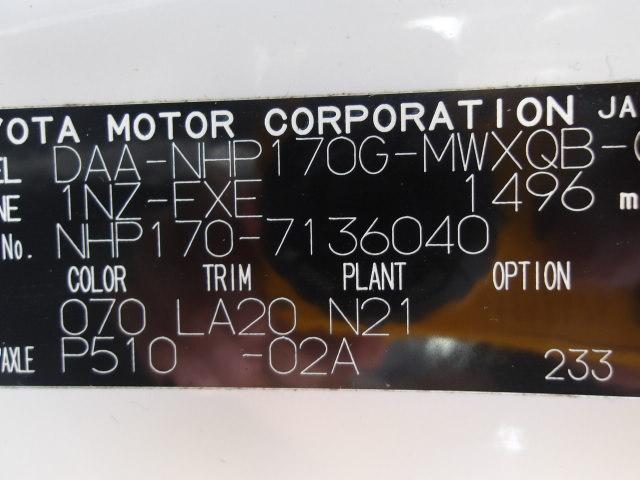 YOTA MOTOR CORPORATION JA
EL DAA-NHP170G-MWXQB-
NE 1NZ-FXE 1496 m
No. NHP170-7136040
COLOR TRIM PLANT OPTION
070 LA20 N21
/AXLE P510 -02A 233